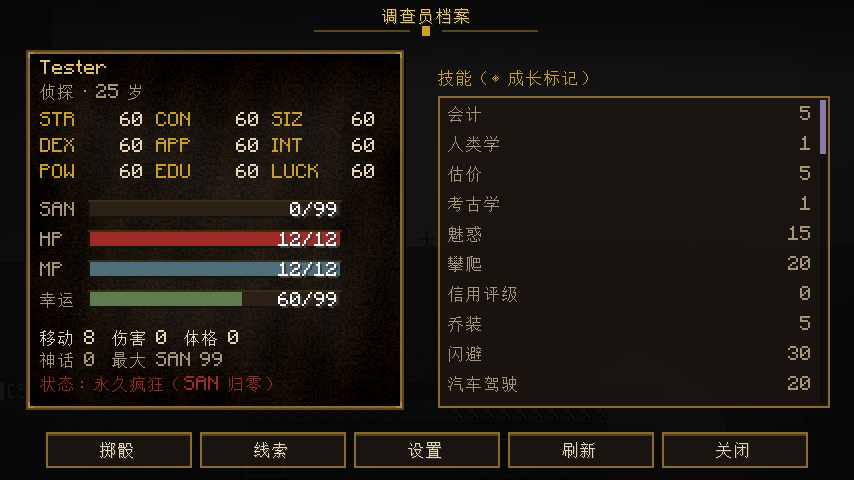 调查员档案
Tester
侦探 · 25 岁
STR 60 CON 60 SIZ 60
DEX 60 APP 60 INT 60
POW 60 EDU 60 LUCK 60
SAN 0/99
HP 12/12
MP 12/12
幸运 60/99
移动 8 伤害 0 体格 0
神话 0 最大 SAN 99
状态：永久疯狂（SAN 归零）
技能（◆ 成长标记）
会计 5
人类学 1
估价 5
考古学 1
魅惑 15
攀爬 20
信用评级 0
乔装 5
闪避 30
汽车驾驶 20
掷骰 线索 设置 刷新 关闭